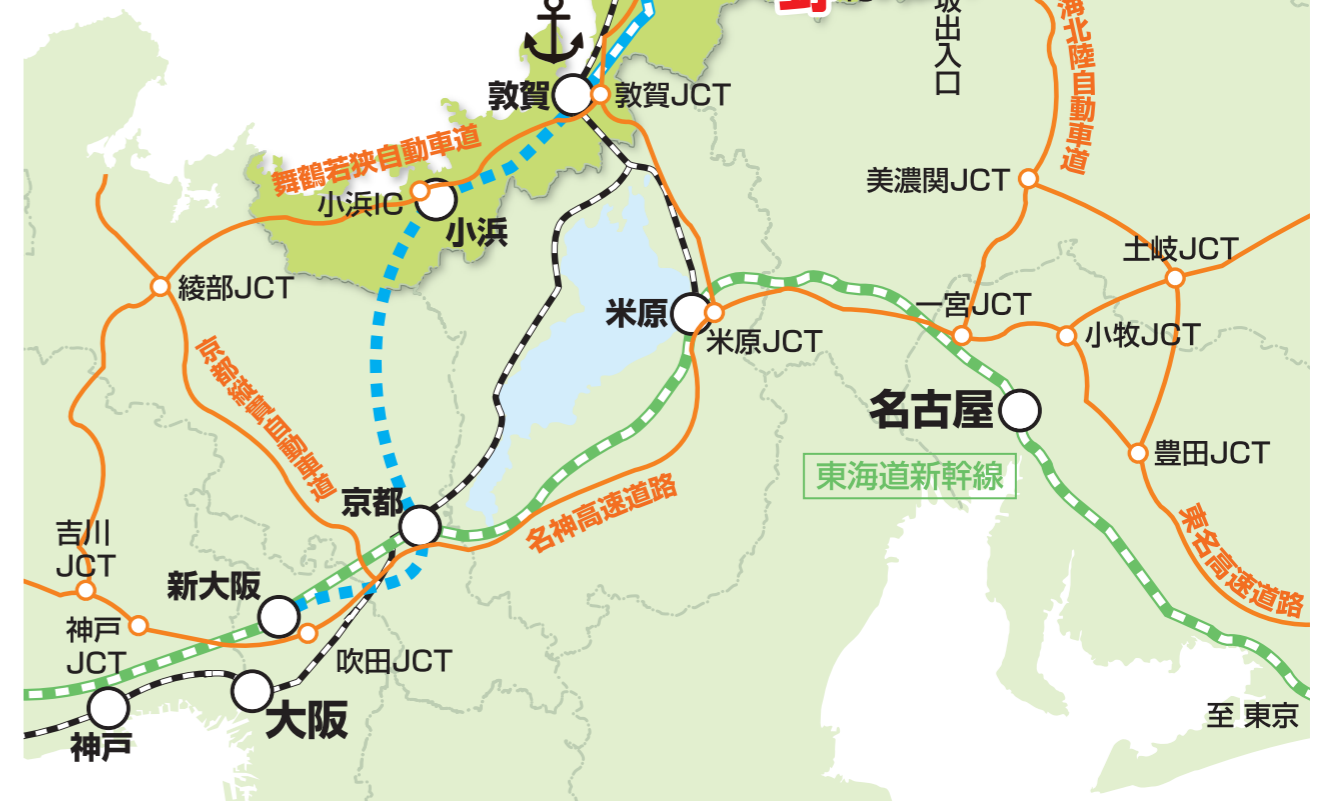 坂出入口
海北陸自動車道
敦賀
敦賀JCT
舞鶴若狭自動車道
美濃関JCT
小浜IC
小浜
土岐JCT
綾部JCT
米原
米原JCT
一宮JCT
小牧JCT
京都縦貫自動車道
名古屋
豊田JCT
東海道新幹線
京都
名神高速道路
東名高速道路
吉川
JCT
新大阪
神戸
JCT
吹田JCT
大阪
神戸
至 東京